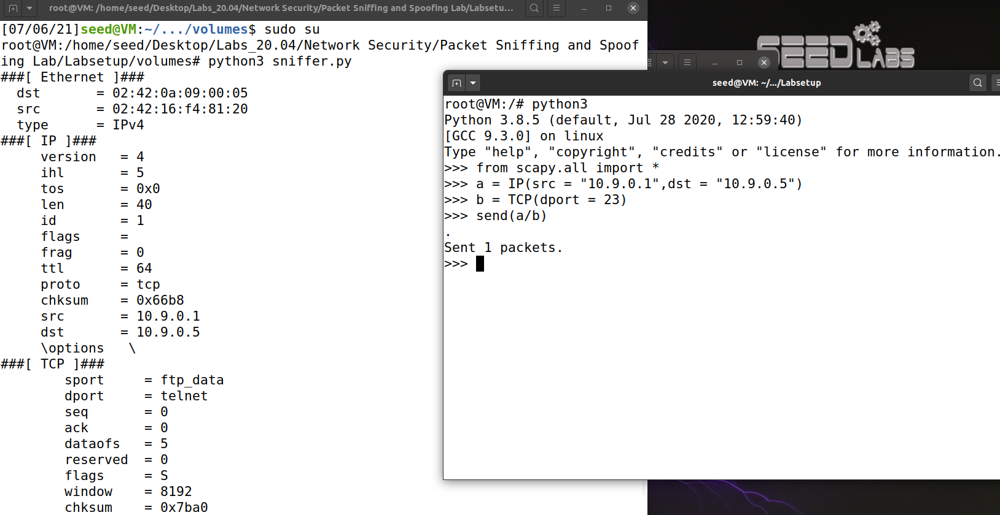 root@VM: /home/seed/Desktop/Labs_20.04/Network Security/Packet Sniffing and Spoofing Lab/Labsetu...
[07/06/21]seed@VM:~/.../volumes$ sudo su
root@VM:/home/seed/Desktop/Labs_20.04/Network Security/Packet Sniffing and Spoof
ing Lab/Labsetup/volumes# python3 sniffer.py
###[ Ethernet ]###
  dst       = 02:42:0a:09:00:05
  src       = 02:42:16:f4:81:20
  type      = IPv4
###[ IP ]###
     version   = 4
     ihl       = 5
     tos       = 0x0
     len       = 40
     id        = 1
     flags     =
     frag      = 0
     ttl       = 64
     proto     = tcp
     chksum    = 0x66b8
     src       = 10.9.0.1
     dst       = 10.9.0.5
     \options   \
###[ TCP ]###
        sport     = ftp_data
        dport     = telnet
        seq       = 0
        ack       = 0
        dataofs   = 5
        reserved  = 0
        flags     = S
        window    = 8192
        chksum    = 0x7ba0
SEED LABS
seed@VM: ~/.../Labsetup
root@VM:/# python3
Python 3.8.5 (default, Jul 28 2020, 12:59:40)
[GCC 9.3.0] on linux
Type "help", "copyright", "credits" or "license" for more information.
>>> from scapy.all import *
>>> a = IP(src = "10.9.0.1",dst = "10.9.0.5")
>>> b = TCP(dport = 23)
>>> send(a/b)
.
Sent 1 packets.
>>>